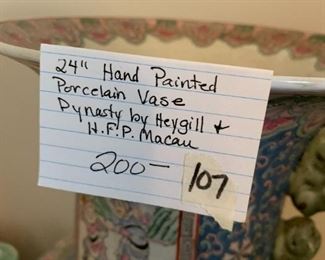 24" Hand Painted
Porcelain Vase
Dynasty by Heygill &
H.F.P. Macau
200—
107